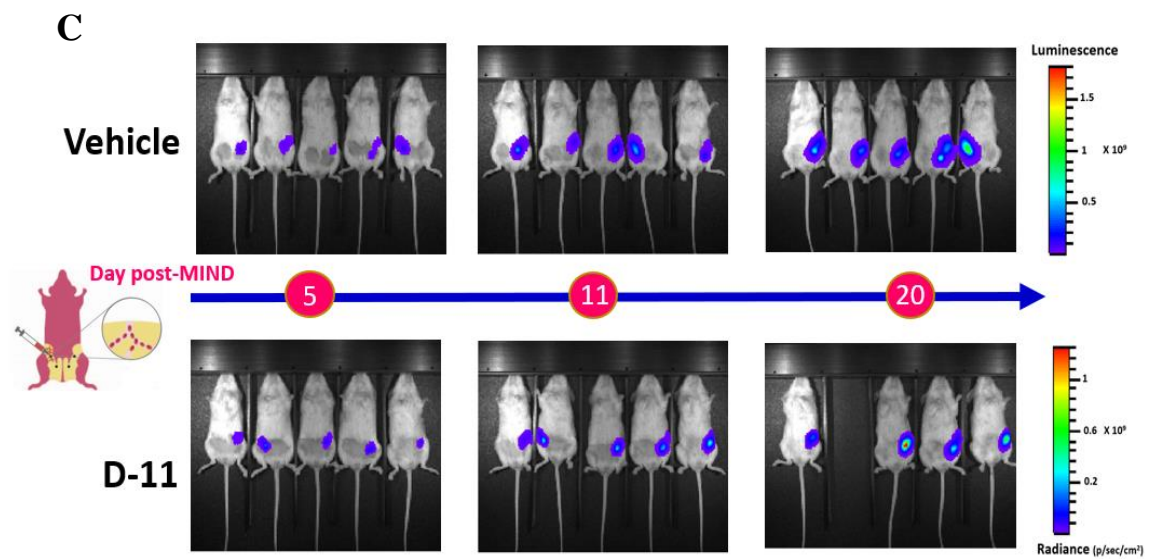 C
Luminescence
Vehicle
1.5
1 X 10⁹
0.5
Day post-MIND
5 11 20
D-11
1
0.6 X 10⁹
0.2
Radiance (p/sec/cm²)